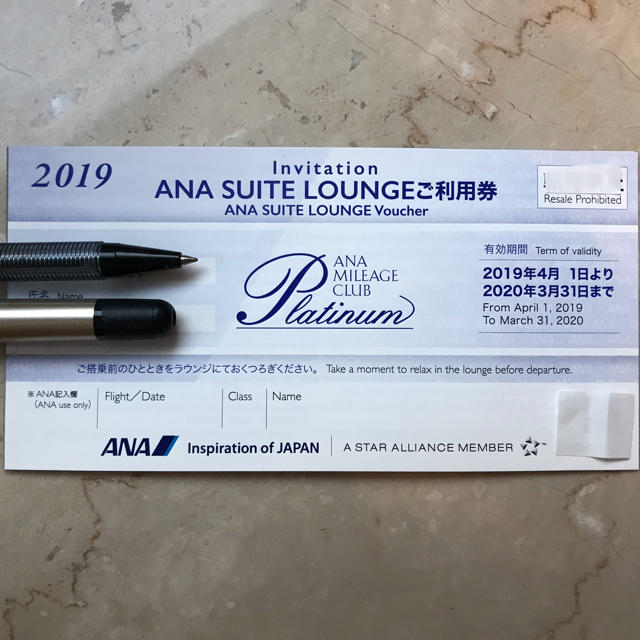 2019
Invitation
ANA SUITE LOUNGEご利用券
ANA SUITE LOUNGE Voucher
Resale Prohibited
氏名 Name
ANA
MILEAGE
CLUB
Platinum
有効期間 Term of validity
2019年4月 1日より
2020年3月31日まで
From April 1, 2019
To March 31, 2020
ご搭乗前のひとときをラウンジにておくつろぎください。 Take a moment to relax in the lounge before departure.
※ANA記入欄
(ANA use only)
Flight/Date
Class
Name
ANA Inspiration of JAPAN A STAR ALLIANCE MEMBER ™